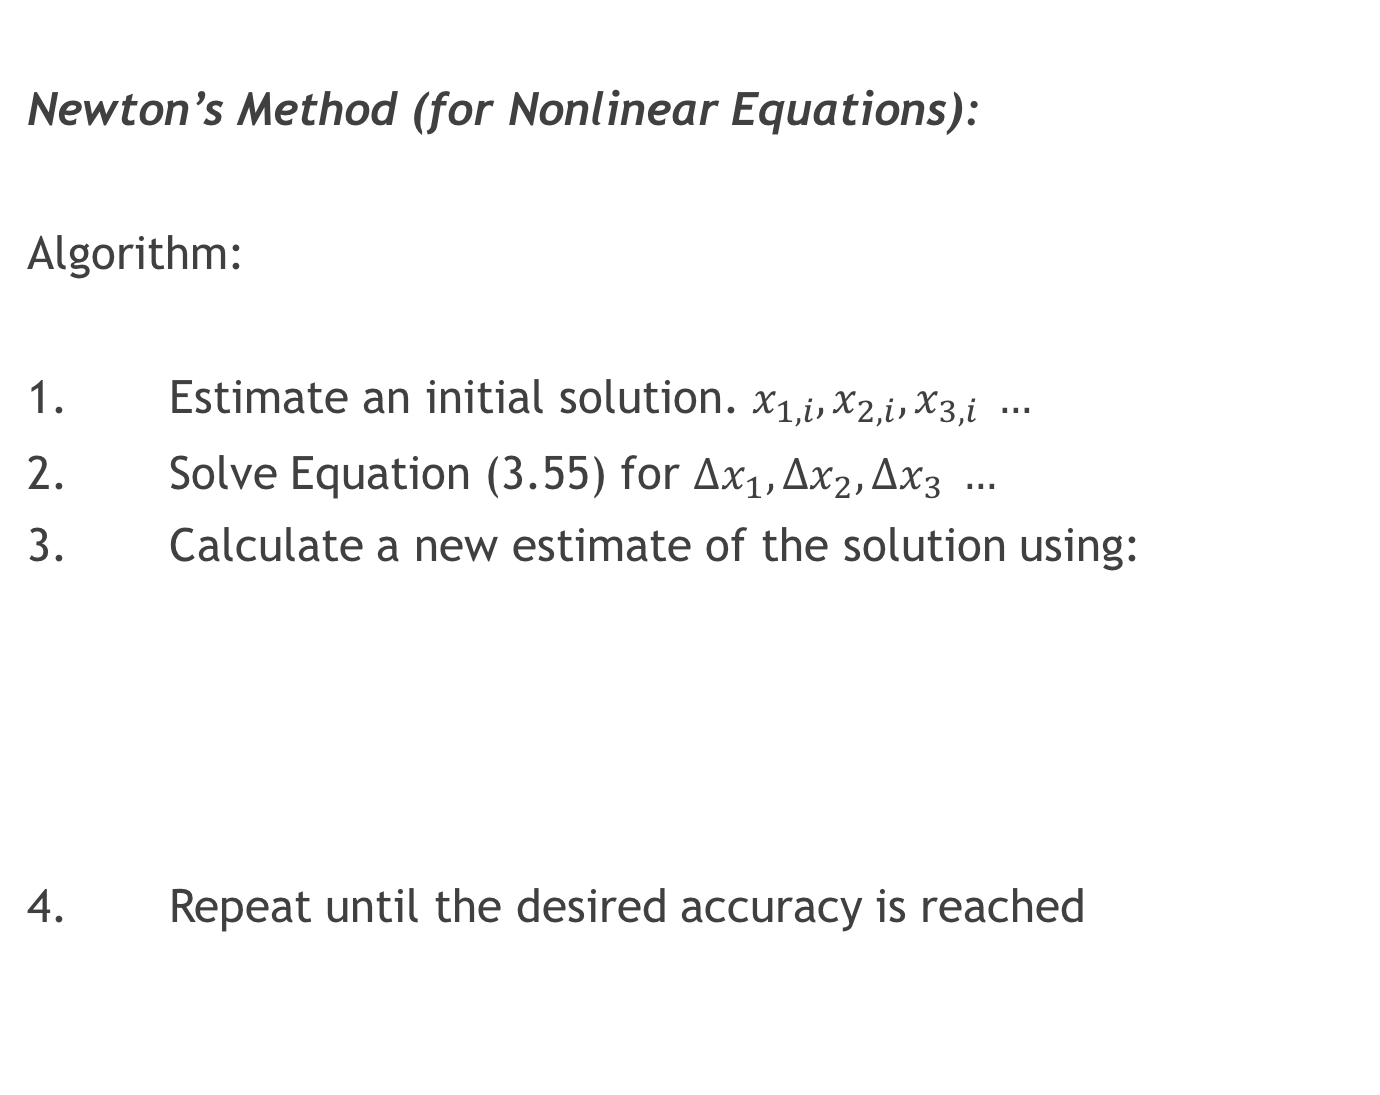 Newton’s Method (for Nonlinear Equations):
Algorithm:
1. Estimate an initial solution. 𝑥₁,ᵢ, 𝑥₂,ᵢ, 𝑥₃,ᵢ …
2. Solve Equation (3.55) for Δ𝑥₁, Δ𝑥₂, Δ𝑥₃ …
3. Calculate a new estimate of the solution using:
4. Repeat until the desired accuracy is reached